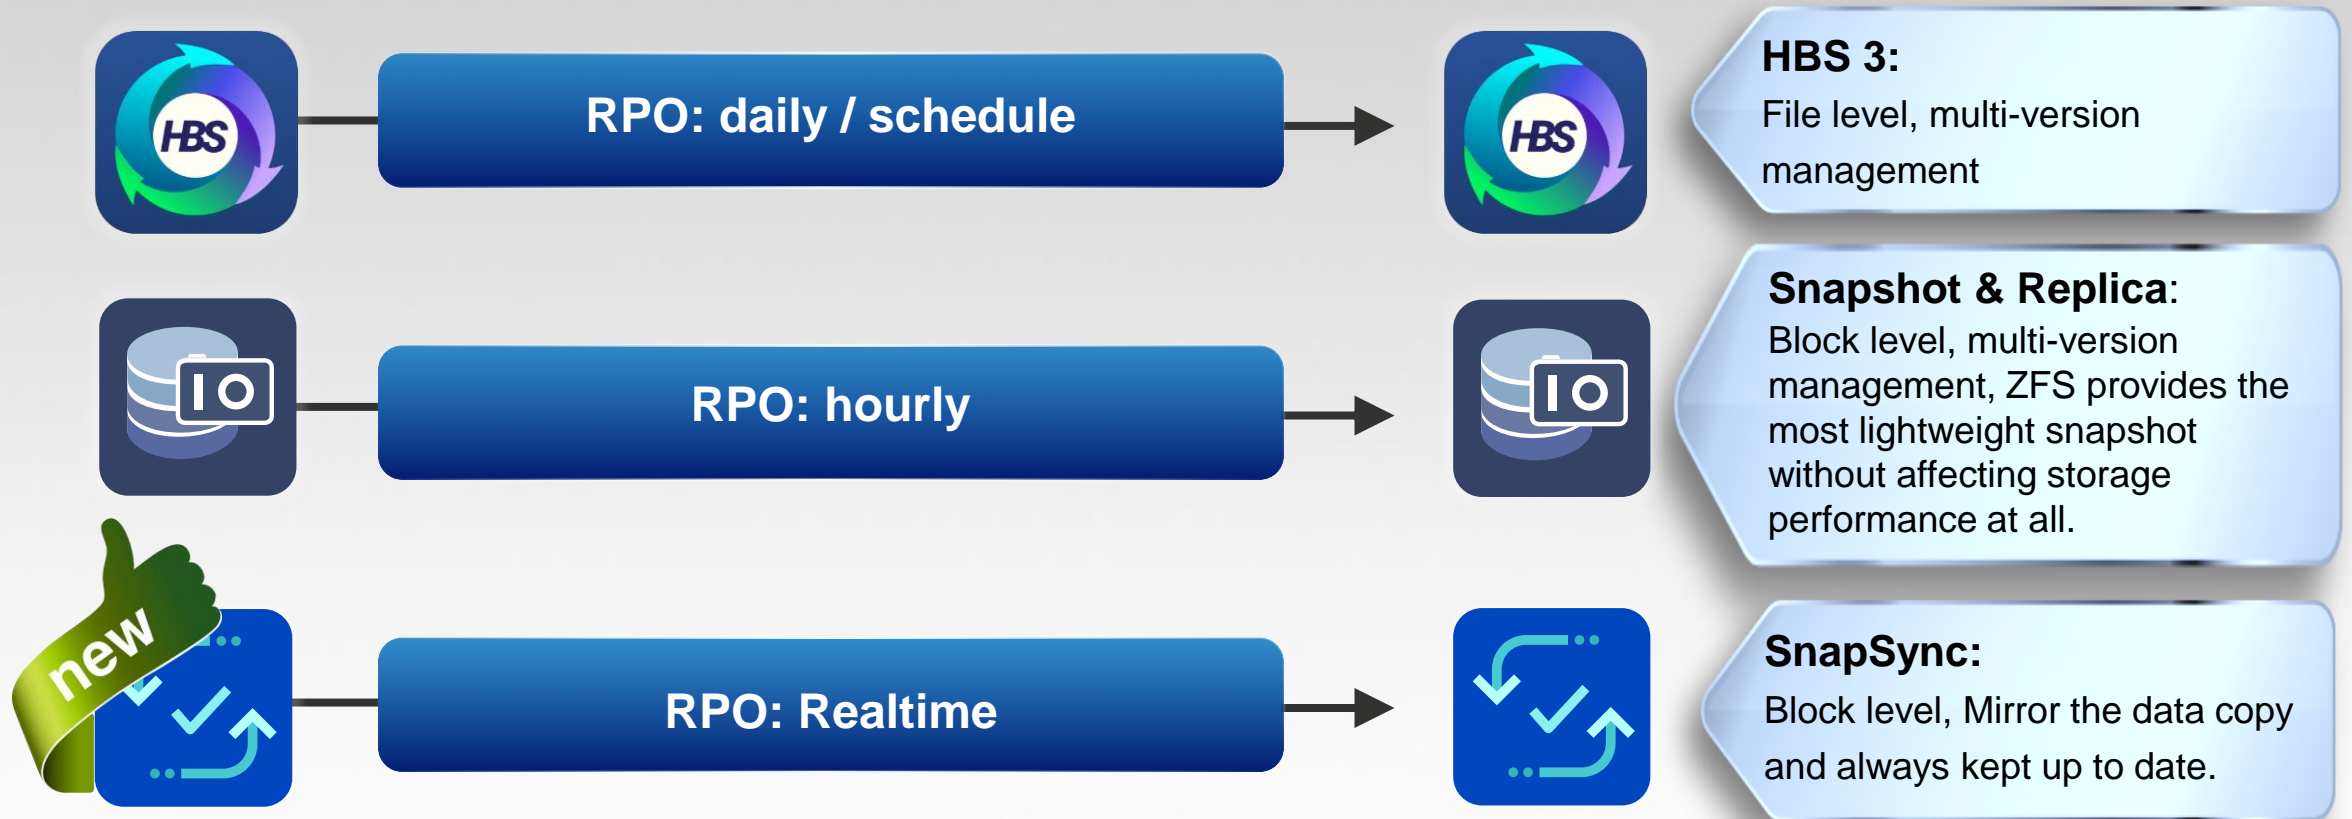 HBS
RPO: daily / schedule
HBS
HBS 3:
File level, multi-version
management
RPO: hourly
Snapshot & Replica:
Block level, multi-version
management, ZFS provides the
most lightweight snapshot
without affecting storage
performance at all.
new
RPO: Realtime
SnapSync:
Block level, Mirror the data copy
and always kept up to date.